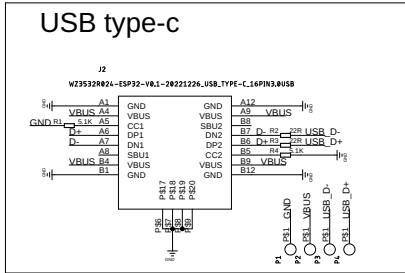 USB type-c
J2
WZ3532R024-ESP32-V0.1-20221226_USB_TYPE-C_16PIN3.0USB
GND A1 GND A12 GND
VBUS A4 VBUS VBUS A9 VBUS
GND R1 5.1K A5 CC1 SBU2 B8
D+ A6 DP1 DN2 B7 D- R2 22R USB_D-
D- A7 DN1 DP2 B6 D+ R3 22R USB_D+
A8 SBU1 CC2 B5 R4 5.1K GND
VBUS B4 VBUS VBUS B9 VBUS
GND B1 GND GND B12 GND
P$17
P$18
P$19
P$20
P$6
P$7
P$8
P$9
GND
P1 P$1 GND
P2 P$1 VBUS
P3 P$1 USB_D-
P4 P$1 USB_D+